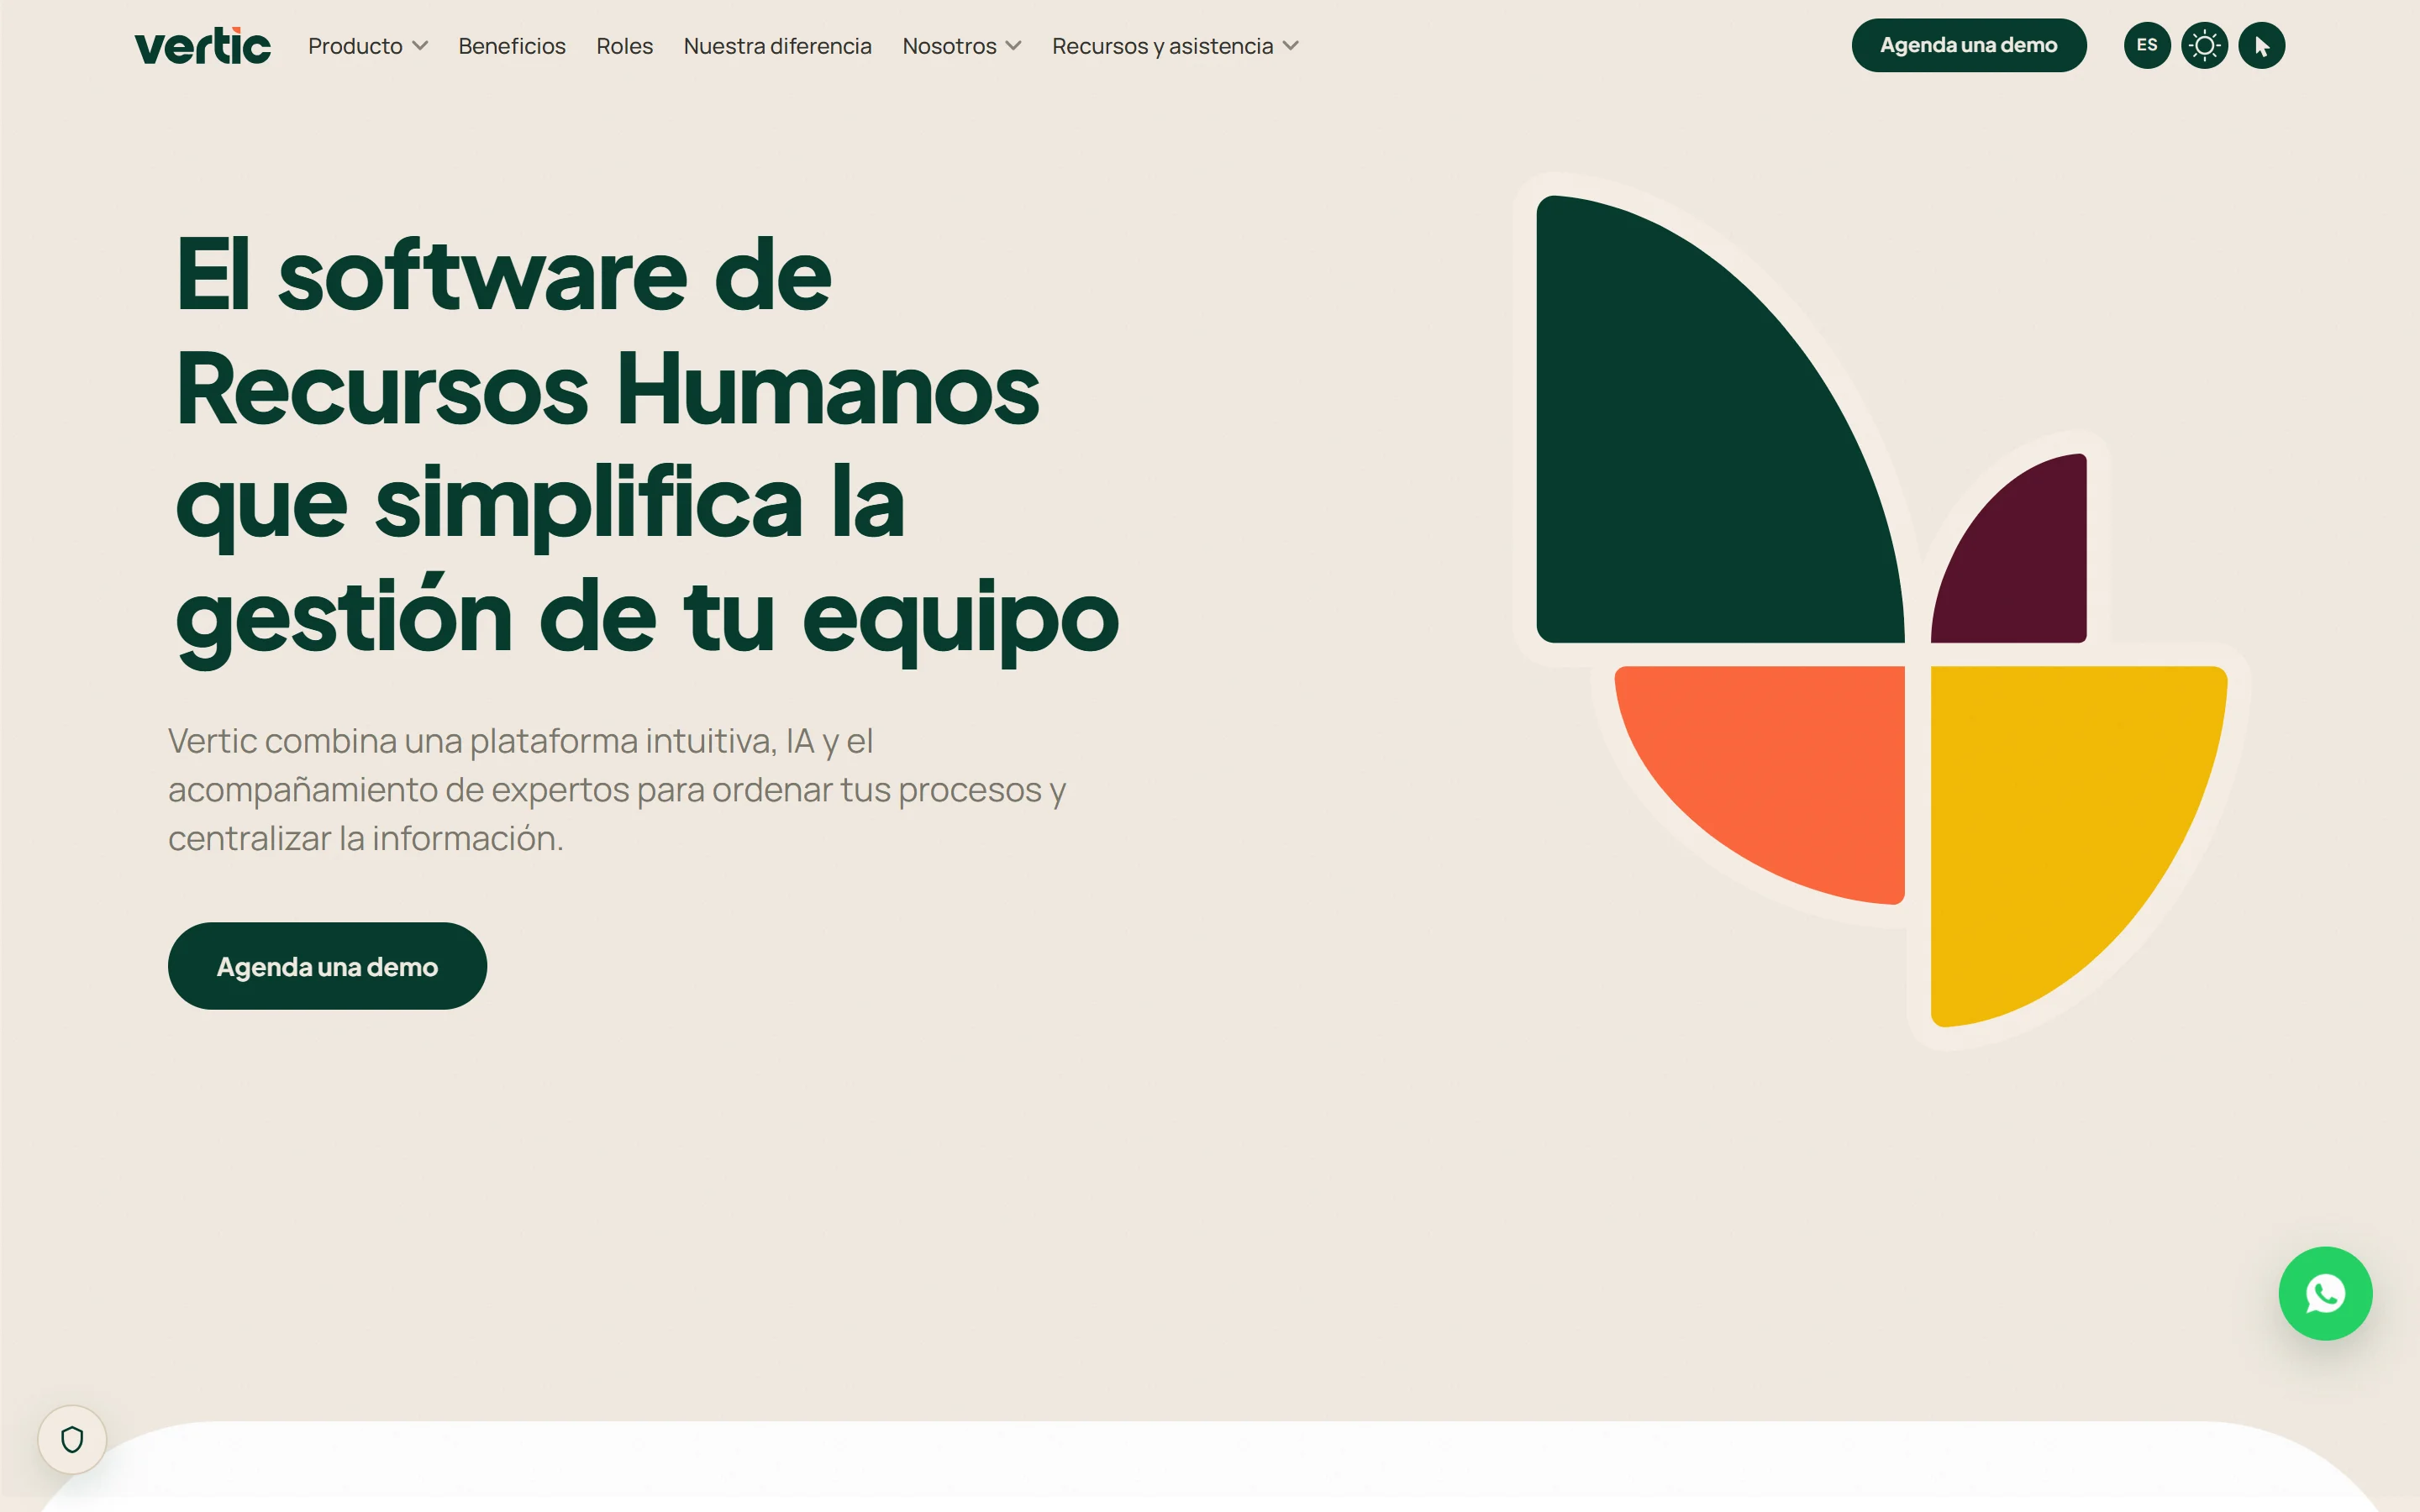 vertic
Producto
Beneficios
Roles
Nuestra diferencia
Nosotros
Recursos y asistencia
Agenda una demo
ES
El software de
Recursos Humanos
que simplifica la
gestión de tu equipo
Vertic combina una plataforma intuitiva, IA y el
acompañamiento de expertos para ordenar tus procesos y
centralizar la información.
Agenda una demo